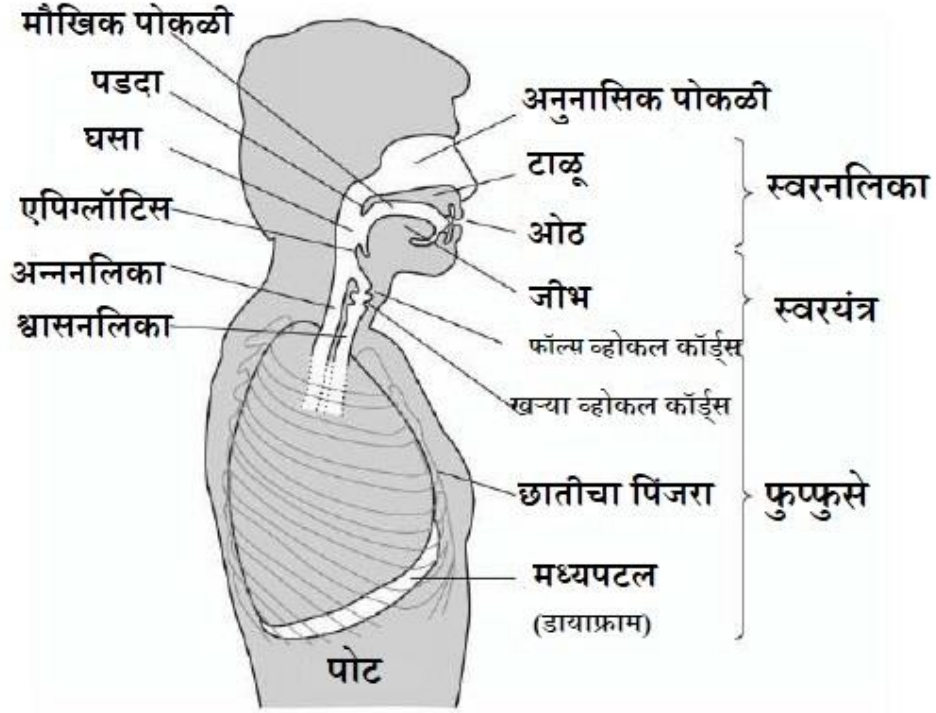 मौखिक पोकळी
पडदा
घसा
एपिग्लॉटिस
अन्ननलिका
श्वासनलिका
अनुनासिक पोकळी
टाळू
ओठ
जीभ
फॉल्स व्होकल कॉर्ड्स
खऱ्या व्होकल कॉर्ड्स
छातीचा पिंजरा
मध्यपटल
(डायाफ्राम)
पोट
स्वरनलिका
स्वरयंत्र
फुप्फुसे